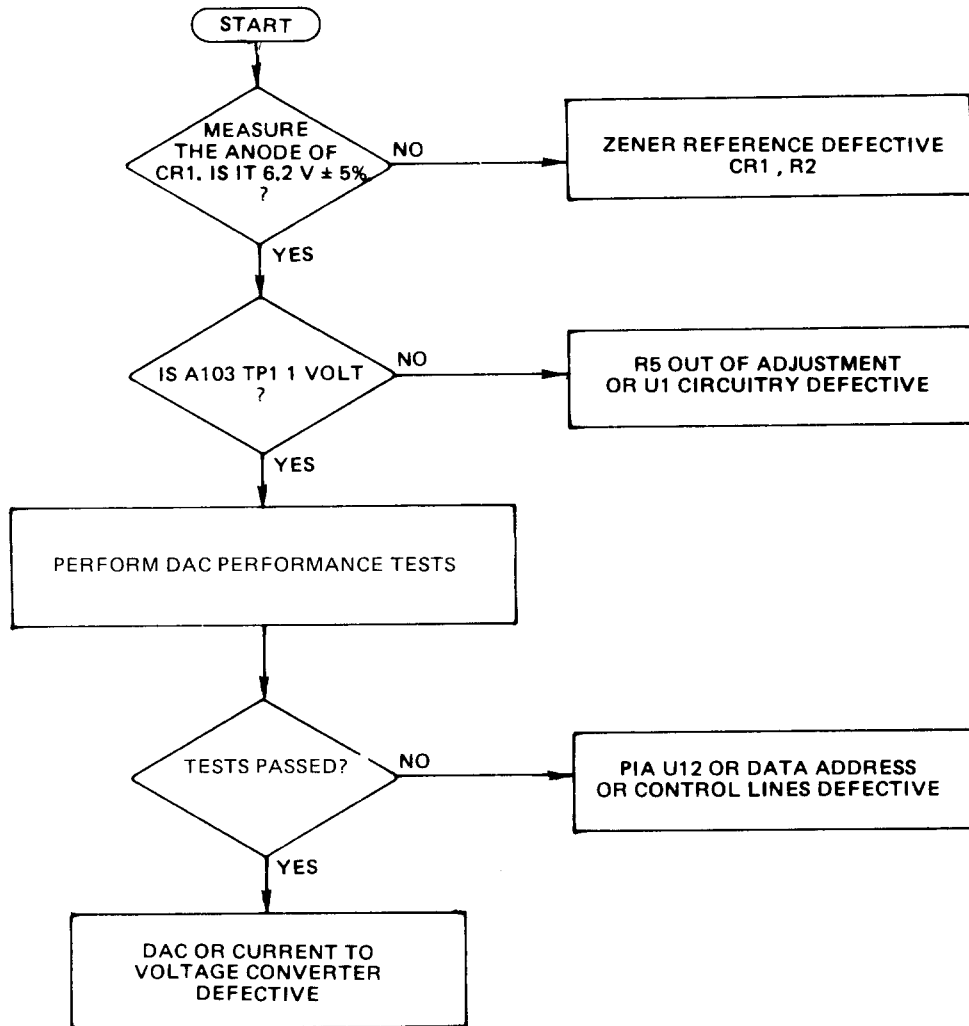 START
MEASURE
THE ANODE OF
CR1. IS IT 6.2 V ± 5%
?
NO
ZENER REFERENCE DEFECTIVE
CR1 , R2
YES
IS A103 TP1 1 VOLT
?
NO
R5 OUT OF ADJUSTMENT
OR U1 CIRCUITRY DEFECTIVE
YES
PERFORM DAC PERFORMANCE TESTS
TESTS PASSED?
NO
PIA U12 OR DATA ADDRESS
OR CONTROL LINES DEFECTIVE
YES
DAC OR CURRENT TO
VOLTAGE CONVERTER
DEFECTIVE